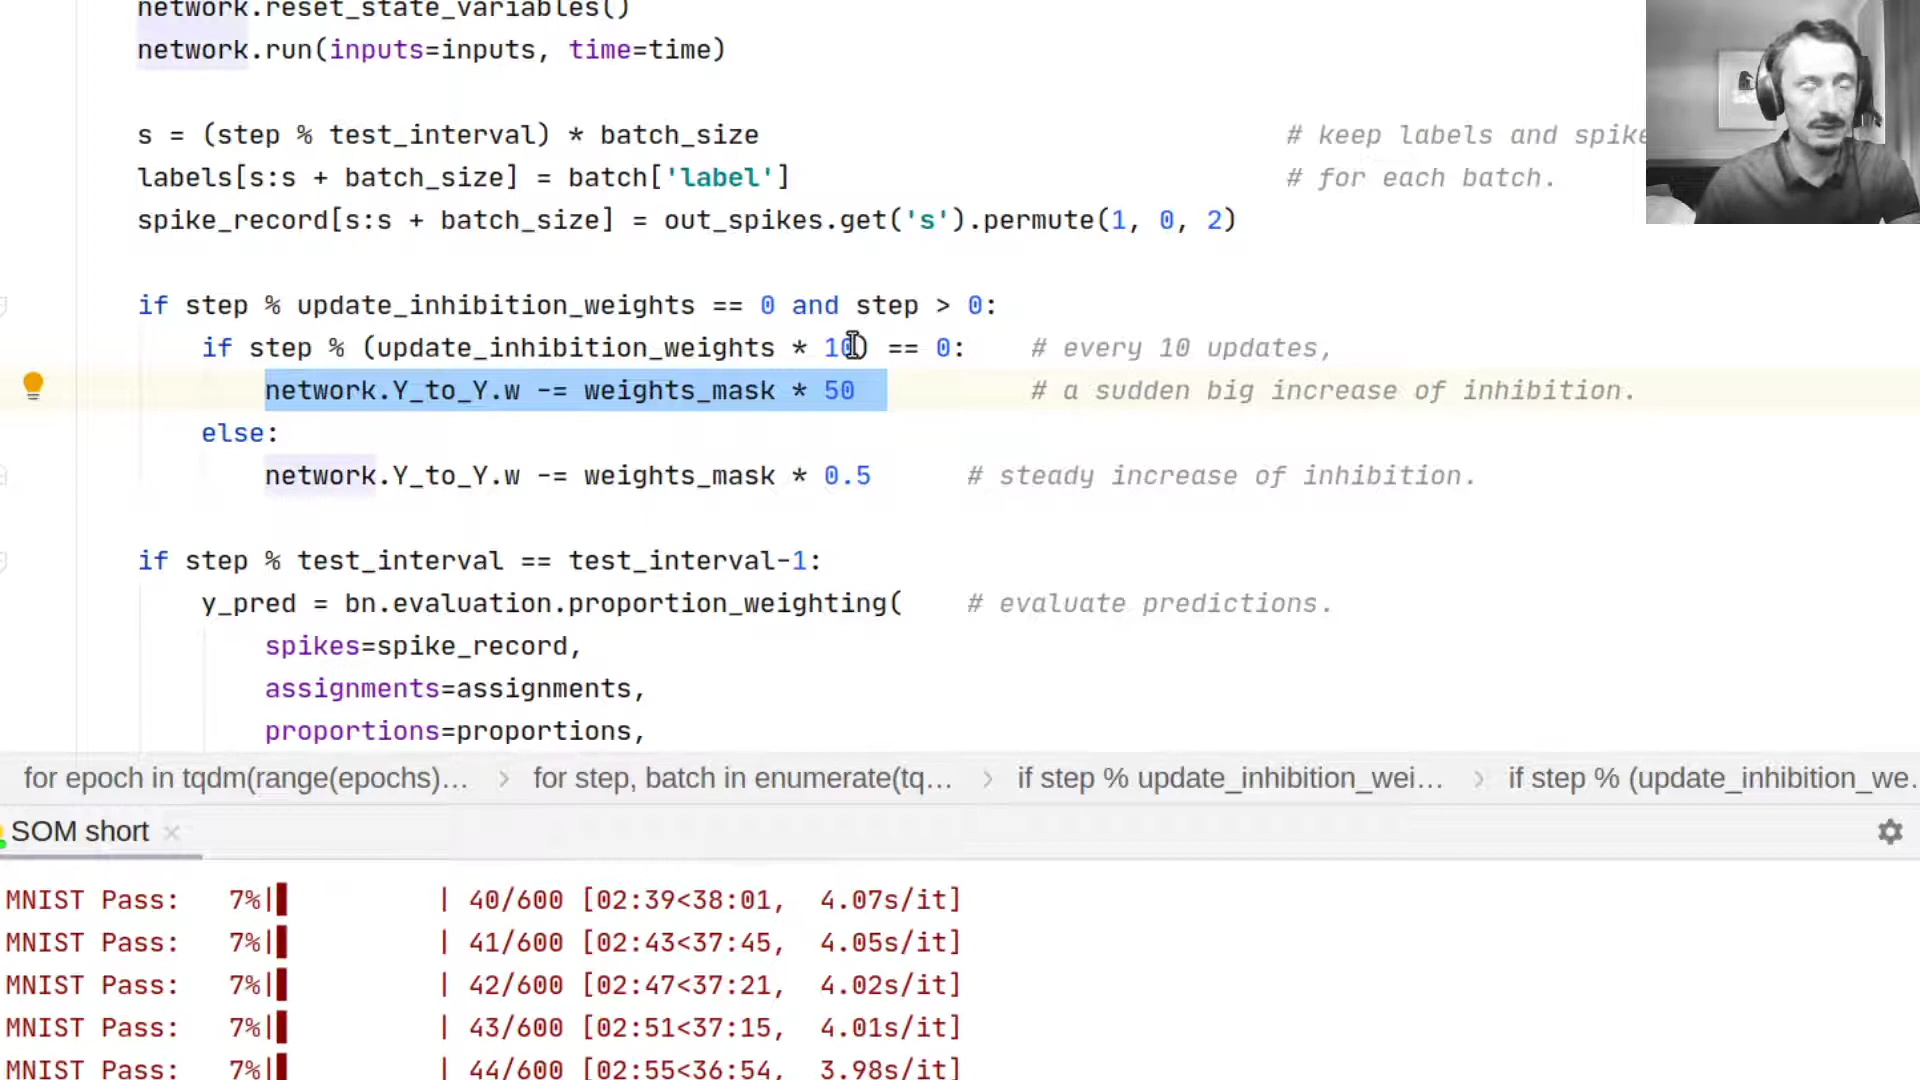 network.reset_state_variables()
network.run(inputs=inputs, time=time)
s = (step % test_interval) * batch_size # keep labels and spike
labels[s:s + batch_size] = batch['label'] # for each batch.
spike_record[s:s + batch_size] = out_spikes.get('s').permute(1, 0, 2)
if step % update_inhibition_weights == 0 and step > 0:
if step % (update_inhibition_weights * 10) == 0: # every 10 updates,
network.Y_to_Y.w -= weights_mask * 50 # a sudden big increase of inhibition.
else:
network.Y_to_Y.w -= weights_mask * 0.5 # steady increase of inhibition.
if step % test_interval == test_interval-1:
y_pred = bn.evaluation.proportion_weighting( # evaluate predictions.
spikes=spike_record,
assignments=assignments,
proportions=proportions,
for epoch in tqdm(range(epochs)... › for step, batch in enumerate(tq... › if step % update_inhibition_wei... › if step % (update_inhibition_we...
SOM short ×
MNIST Pass: 7%| | 40/600 [02:39<38:01, 4.07s/it]
MNIST Pass: 7%| | 41/600 [02:43<37:45, 4.05s/it]
MNIST Pass: 7%| | 42/600 [02:47<37:21, 4.02s/it]
MNIST Pass: 7%| | 43/600 [02:51<37:15, 4.01s/it]
MNIST Pass: 7%| | 44/600 [02:55<36:54, 3.98s/it]